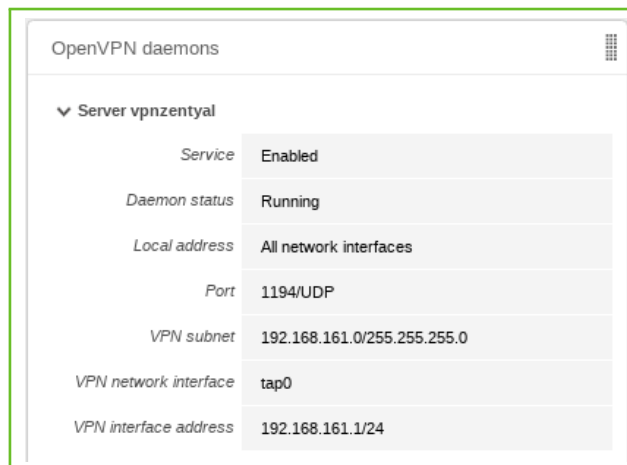 OpenVPN daemons
Server vpnzentyal
Service Enabled
Daemon status Running
Local address All network interfaces
Port 1194/UDP
VPN subnet 192.168.161.0/255.255.255.0
VPN network interface tap0
VPN interface address 192.168.161.1/24